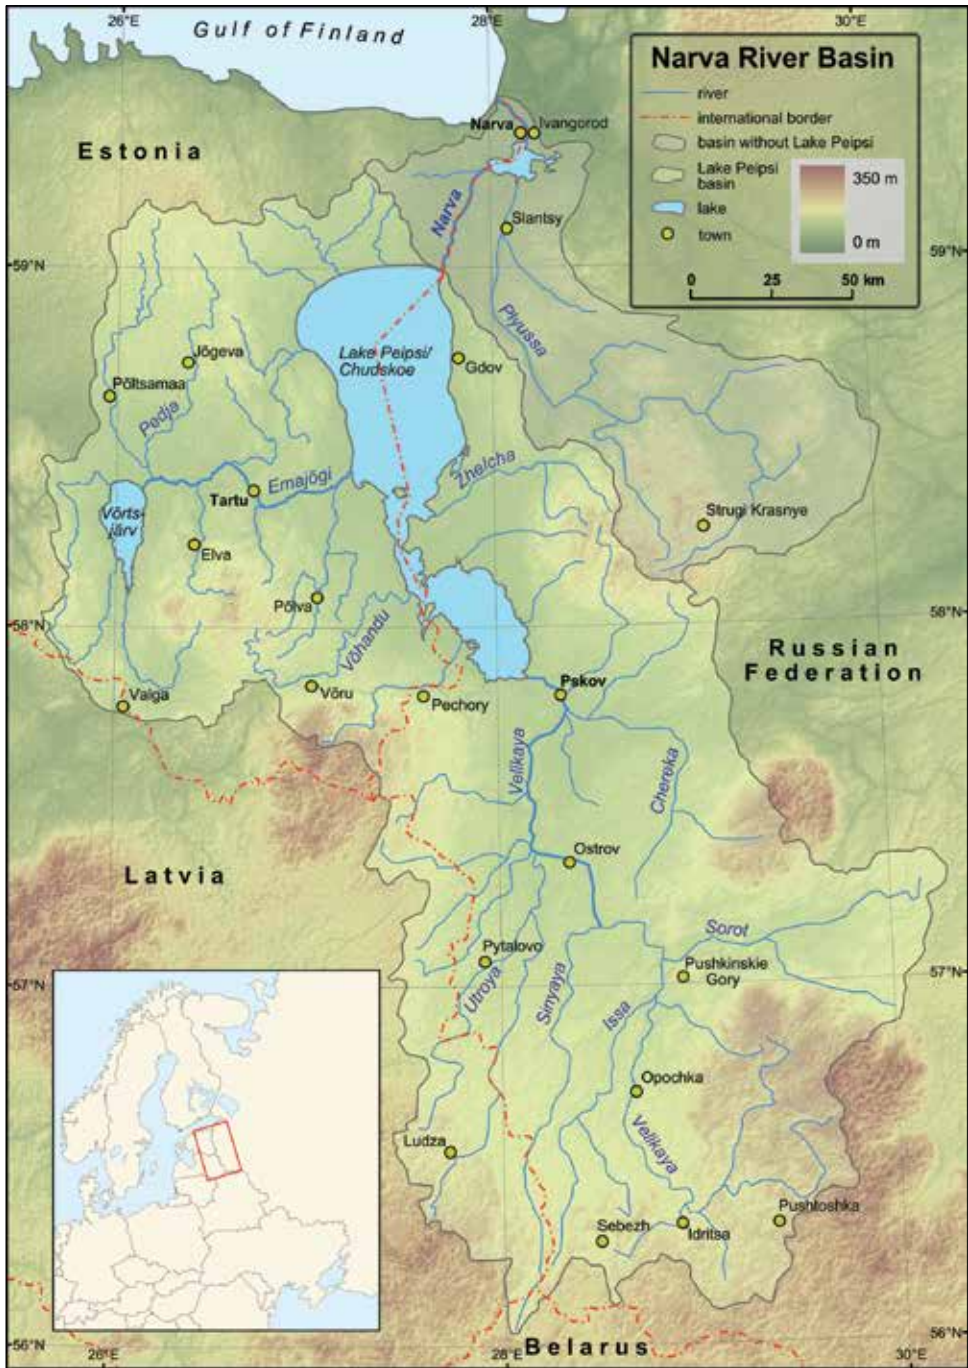 26°E
28°E
30°E
Gulf of Finland
Narva River Basin
river
international border
basin without Lake Peipsi
Lake Peipsi
basin
lake
town
350 m
0 m
0 25 50 km
Estonia
Narva
Ivangorod
Narva
Slantsy
59°N
59°N
Plyussa
Lake Peipsi/
Chudskoe
Gdov
Jõgeva
Põltsamaa
Pedja
Zhelcha
Emajõgi
Tartu
Võrts-
järv
Strugi Krasnye
Elva
Põlva
58°N
58°N
Võhandu
Russian
Federation
Valga
Võru
Pechory
Pskov
Velikaya
Chereka
Ostrov
Latvia
Sorot
Pytalovo
Pushkinskie
Gory
57°N
57°N
Utroya
Sinyaya
Issa
Opochka
Velikaya
Ludza
Pushtoshka
Sebezh
Idritsa
56°N
56°N
Belarus
26°E
28°E
30°E